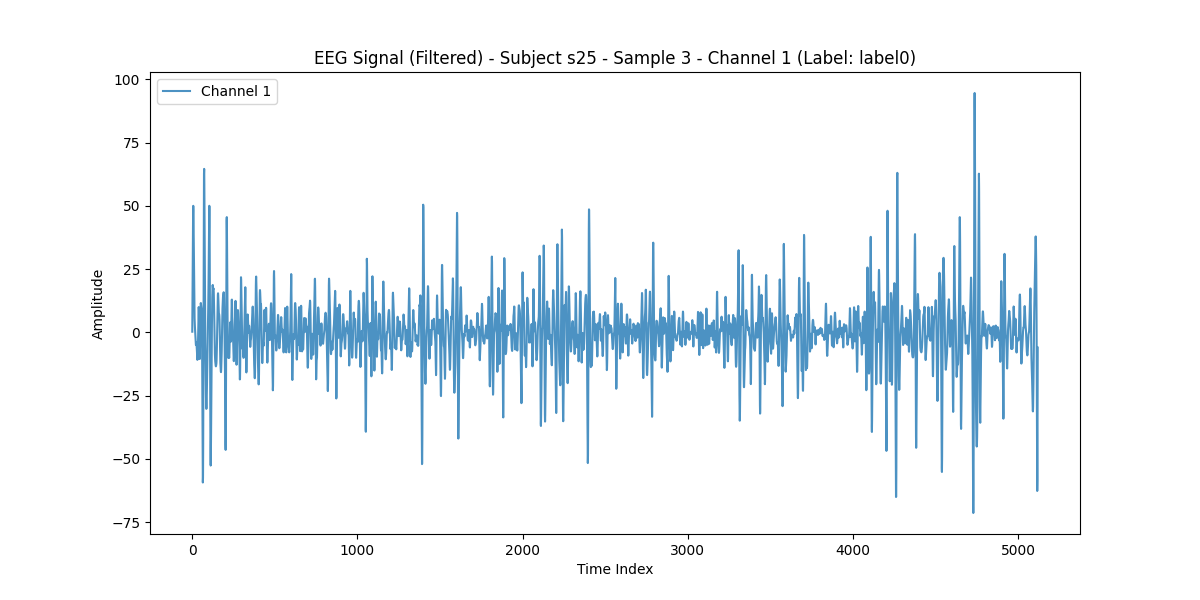 EEG Signal (Filtered) - Subject s25 - Sample 3 - Channel 1 (Label: label0)
Channel 1
Amplitude
100
75
50
25
0
−25
−50
−75
0 1000 2000 3000 4000 5000
Time Index